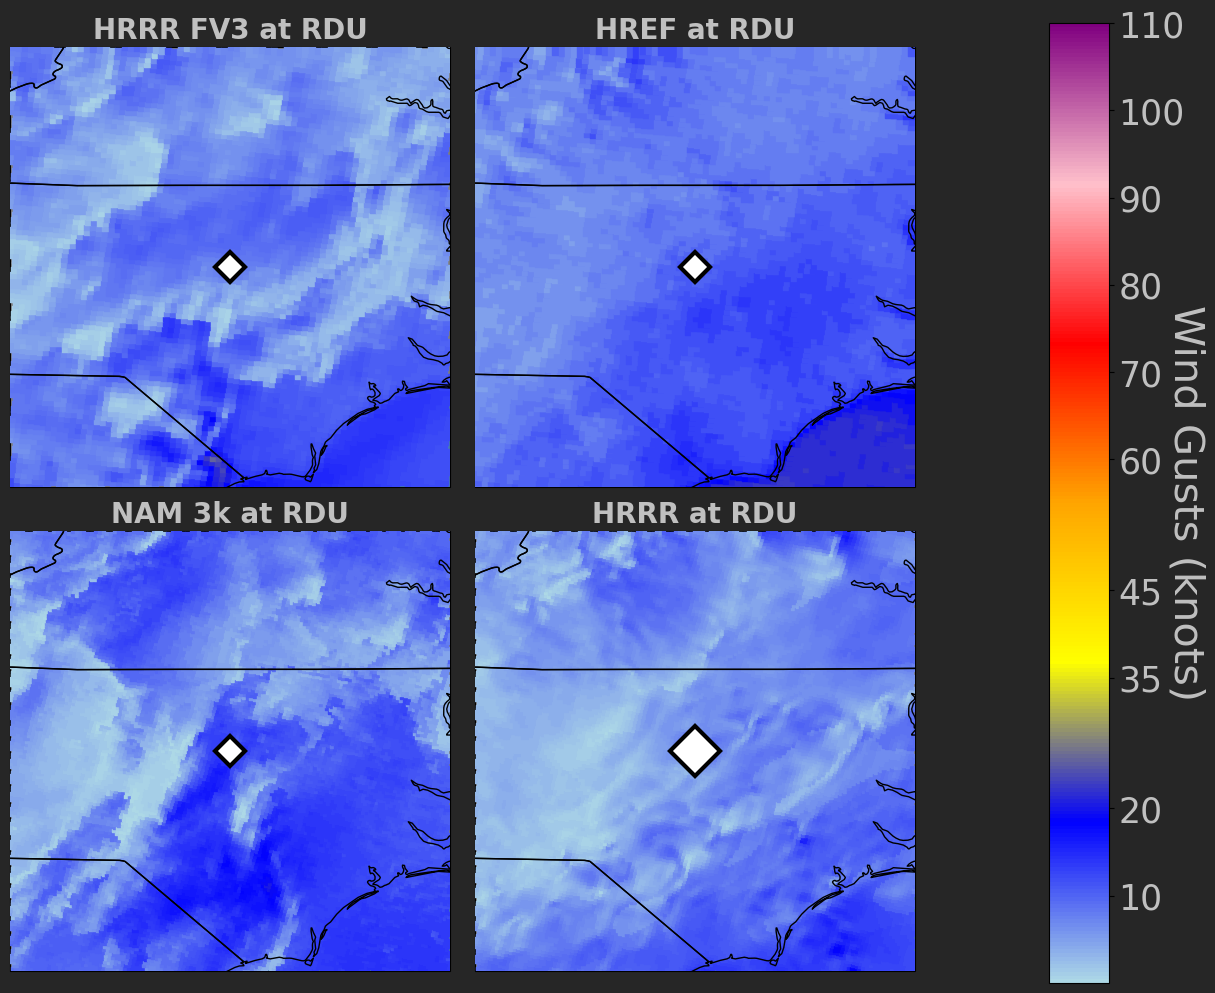 HRRR FV3 at RDU
HREF at RDU
NAM 3k at RDU
HRRR at RDU
110
100
90
80
70
60
45
35
20
10
Wind Gusts (knots)